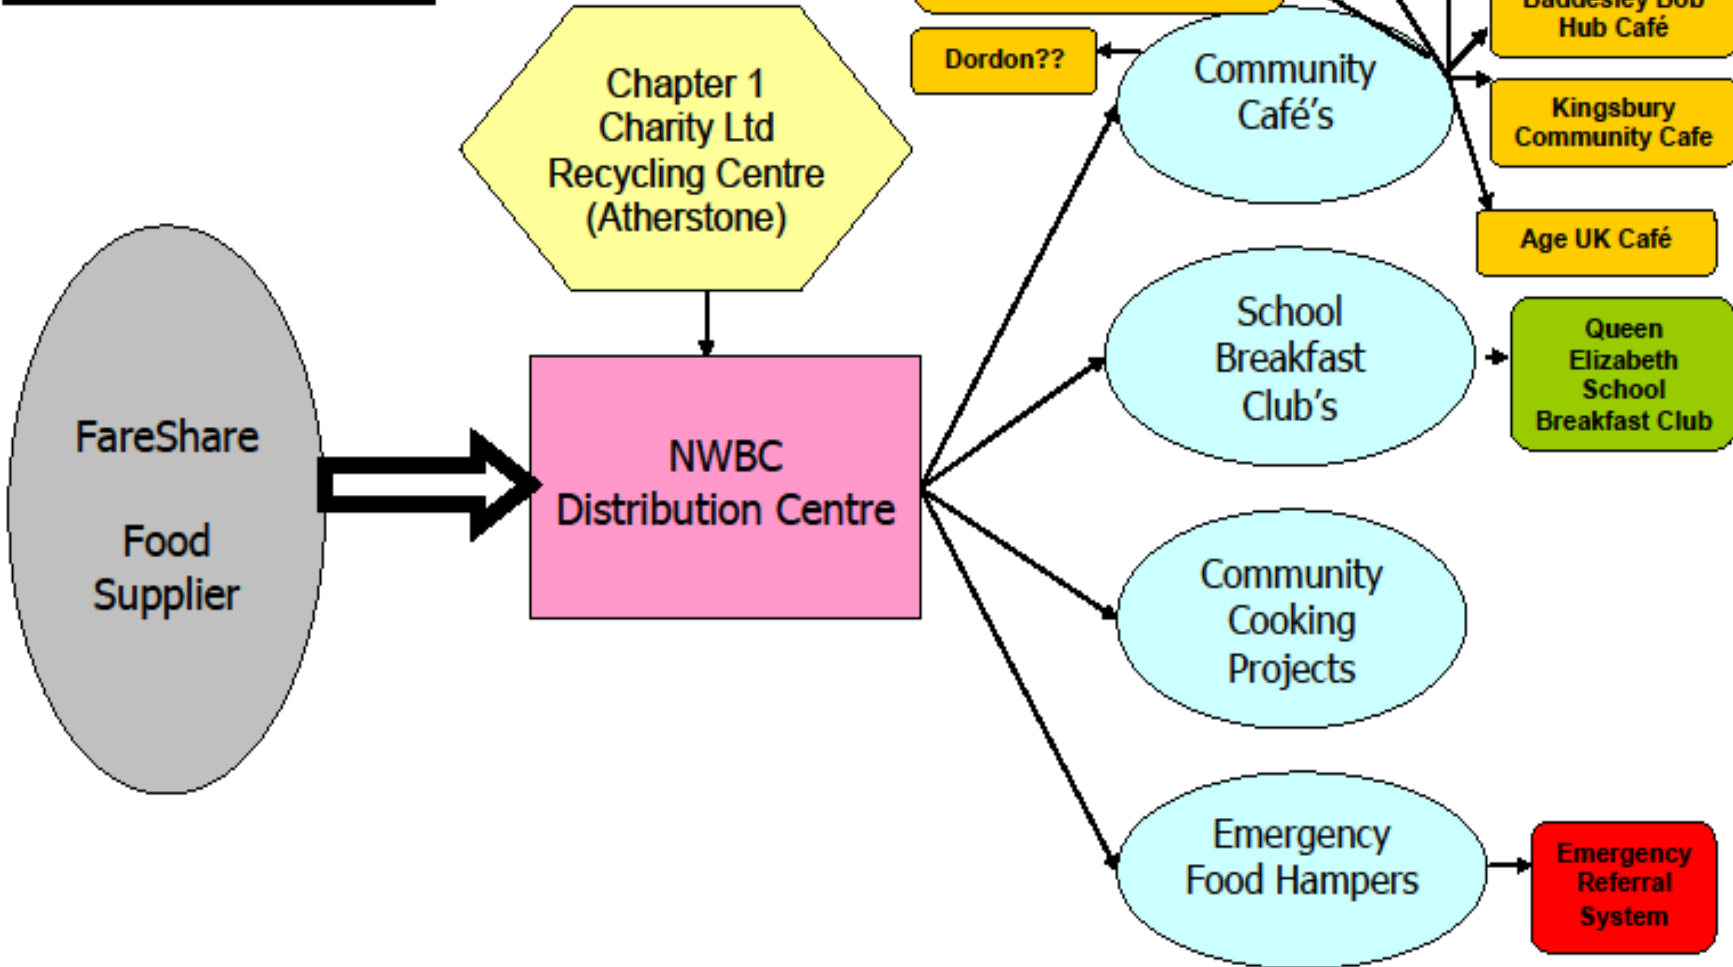 Baddesley Bob
Hub Café
Dordon??
Community
Café's
Kingsbury
Community Cafe
Age UK Café
Chapter 1
Charity Ltd
Recycling Centre
(Atherstone)
School
Breakfast
Club's
Queen
Elizabeth
School
Breakfast Club
FareShare
Food
Supplier
NWBC
Distribution Centre
Community
Cooking
Projects
Emergency
Food Hampers
Emergency
Referral
System